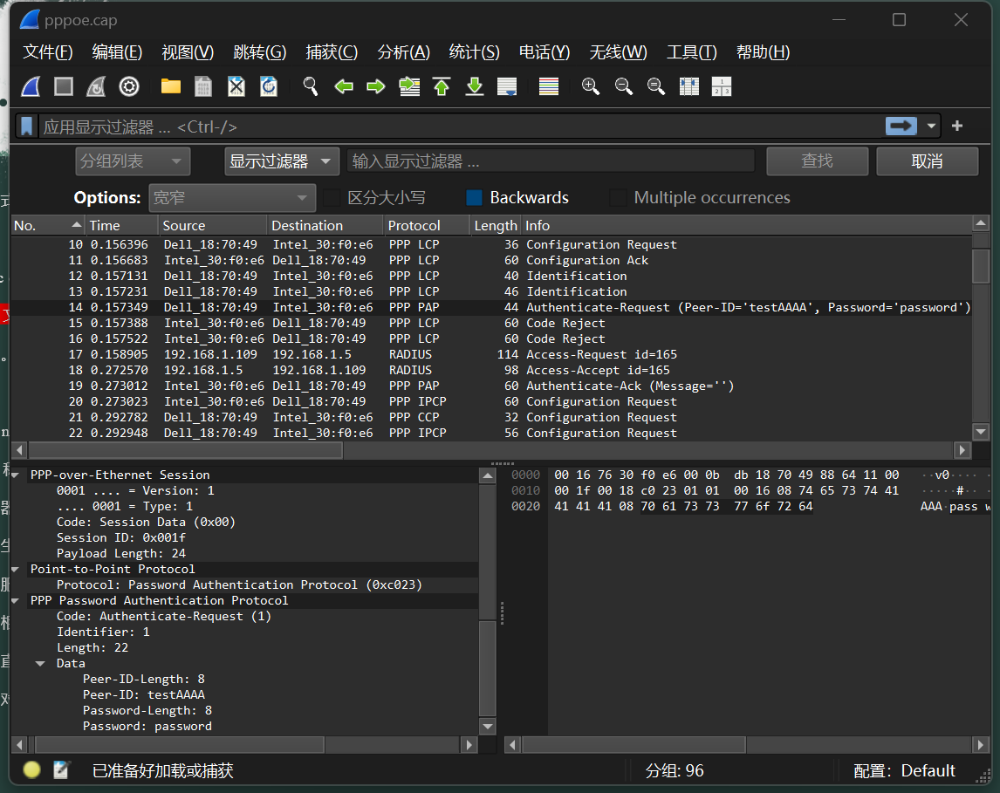 pppoe.cap
文件(F) 编辑(E) 视图(V) 跳转(G) 捕获(C) 分析(A) 统计(S) 电话(Y) 无线(W) 工具(T) 帮助(H)
应用显示过滤器 … <Ctrl-/>
分组列表 显示过滤器 输入显示过滤器 … 查找 取消
Options: 宽窄 区分大小写 Backwards Multiple occurrences
No. Time Source Destination Protocol Length Info
10 0.156396 Dell_18:70:49 Intel_30:f0:e6 PPP LCP 36 Configuration Request
11 0.156683 Intel_30:f0:e6 Dell_18:70:49 PPP LCP 60 Configuration Ack
12 0.157131 Dell_18:70:49 Intel_30:f0:e6 PPP LCP 40 Identification
13 0.157231 Dell_18:70:49 Intel_30:f0:e6 PPP LCP 46 Identification
14 0.157349 Dell_18:70:49 Intel_30:f0:e6 PPP PAP 44 Authenticate-Request (Peer-ID='testAAAA', Password='password')
15 0.157388 Intel_30:f0:e6 Dell_18:70:49 PPP LCP 60 Code Reject
16 0.157522 Intel_30:f0:e6 Dell_18:70:49 PPP LCP 60 Code Reject
17 0.158905 192.168.1.109 192.168.1.5 RADIUS 114 Access-Request id=165
18 0.272570 192.168.1.5 192.168.1.109 RADIUS 98 Access-Accept id=165
19 0.273012 Intel_30:f0:e6 Dell_18:70:49 PPP PAP 60 Authenticate-Ack (Message='')
20 0.273023 Intel_30:f0:e6 Dell_18:70:49 PPP IPCP 60 Configuration Request
21 0.292782 Dell_18:70:49 Intel_30:f0:e6 PPP CCP 32 Configuration Request
22 0.292948 Dell_18:70:49 Intel_30:f0:e6 PPP IPCP 56 Configuration Request
PPP-over-Ethernet Session
0001 .... = Version: 1
.... 0001 = Type: 1
Code: Session Data (0x00)
Session ID: 0x001f
Payload Length: 24
Point-to-Point Protocol
Protocol: Password Authentication Protocol (0xc023)
PPP Password Authentication Protocol
Code: Authenticate-Request (1)
Identifier: 1
Length: 22
Data
Peer-ID-Length: 8
Peer-ID: testAAAA
Password-Length: 8
Password: password
0000 00 16 76 30 f0 e6 00 0b db 18 70 49 88 64 11 00 ··v0····
0010 00 1f 00 18 c0 23 01 01 00 16 08 74 65 73 74 41 ·····#··
0020 41 41 41 08 70 61 73 73 77 6f 72 64 AAA·pass w
已准备好加载或捕获 分组: 96 配置: Default